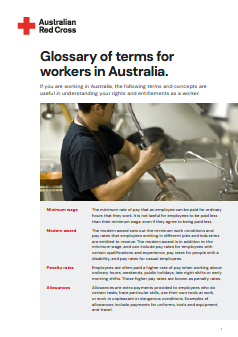 Australian
Red Cross
Glossary of terms for
workers in Australia.
If you are working in Australia, the following terms and concepts are
useful in understanding your rights and entitlements as a worker.
Minimum wage
The minimum rate of pay that an employee can be paid for ordinary
hours that they work. It is not lawful for employees to be paid less
than their minimum wage, even if they agree to being paid less.
Modern award
The modern award sets out the minimum work conditions and
pay rates that employees working in different jobs and industries
are entitled to receive. The modern award is in addition to the
minimum wage and can include pay rates for employees with
certain qualifications and experience, pay rates for people with a
disability, and pay rates for casual employees.
Penalty rates
Employees are often paid a higher rate of pay when working above
ordinary hours, weekends, public holidays, late night shifts or early
morning shifts. These higher pay rates are known as penalty rates.
Allowances
Allowances are extra payments provided to employees who do
certain tasks, have particular skills, use their own tools at work,
or work in unpleasant or dangerous conditions. Examples of
allowances include payments for uniforms, tools and equipment,
and travel.
1